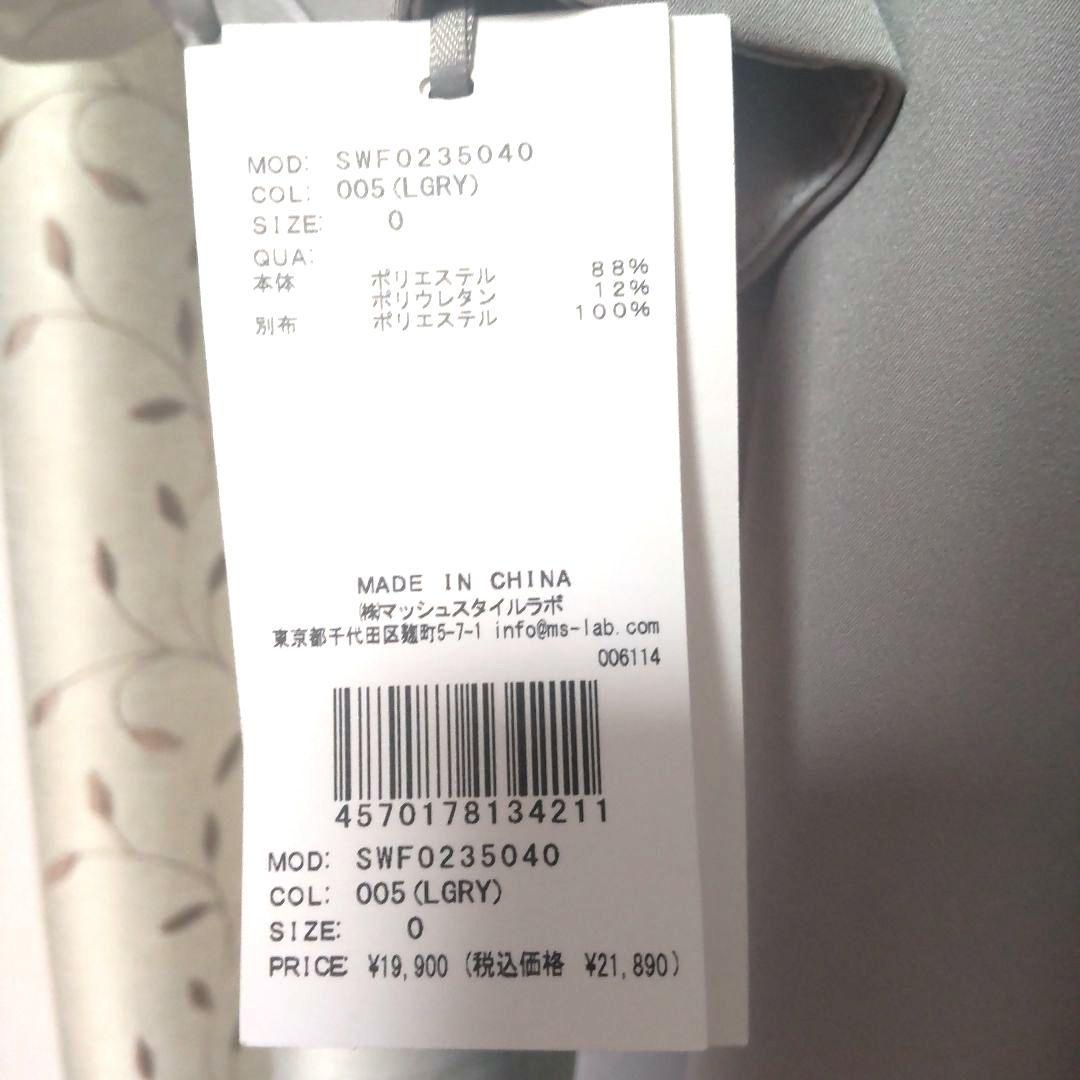 MOD: SWF0235040
COL: 005(LGRY)
SIZE: 0
QUA:
本体 ポリエステル 88%
ポリウレタン 12%
別布 ポリエステル 100%
MADE IN CHINA
㈱マッシュスタイルラボ
東京都千代田区麹町5-7-1 info@ms-lab.com
006114
4570178134211
MOD: SWF0235040
COL: 005(LGRY)
SIZE: 0
PRICE: ¥19,900 (税込価格 ¥21,890)